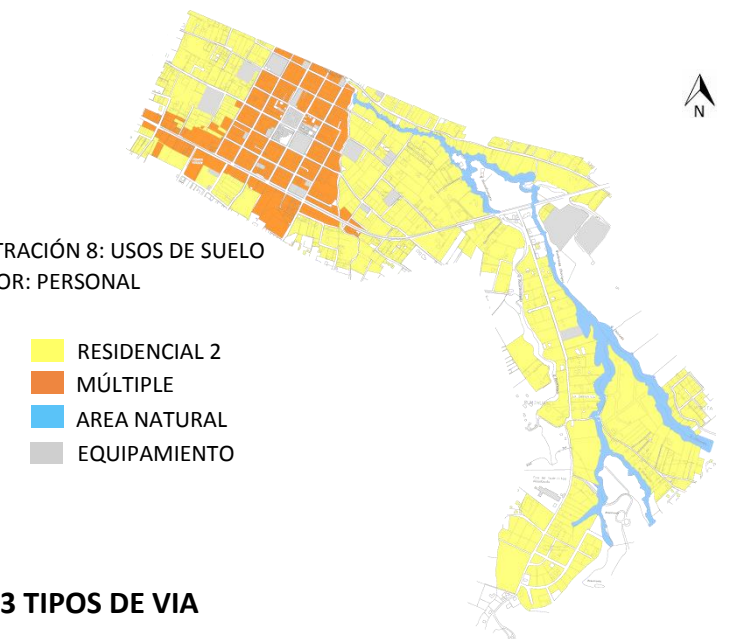 N
TRACIÓN 8: USOS DE SUELO
OR: PERSONAL
RESIDENCIAL 2
MÚLTIPLE
AREA NATURAL
EQUIPAMIENTO
3 TIPOS DE VIA